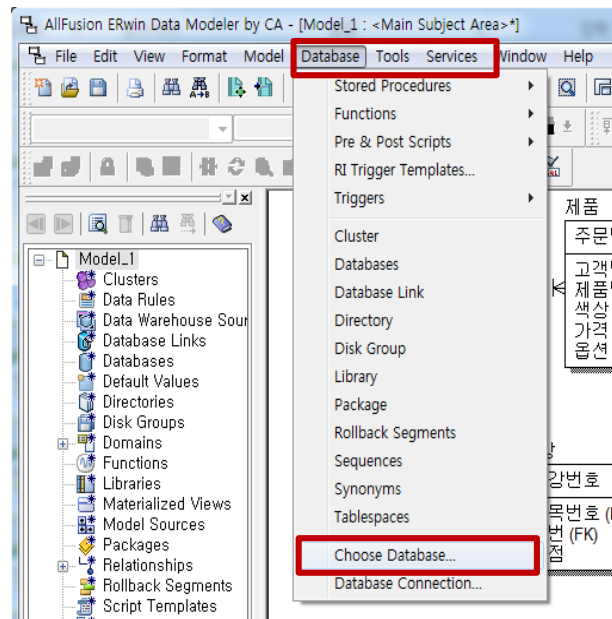 AllFusion ERwin Data Modeler by CA - [Model_1 : <Main Subject Area>*]
File Edit View Format Model Database Tools Services Window Help
Stored Procedures
Functions
Pre & Post Scripts
RI Trigger Templates...
Triggers
Cluster
Databases
Database Link
Directory
Disk Group
Library
Package
Rollback Segments
Sequences
Synonyms
Tablespaces
Choose Database...
Database Connection...
Model_1
Clusters
Data Rules
Data Warehouse Sour
Database Links
Databases
Default Values
Directories
Disk Groups
Domains
Functions
Libraries
Materialized Views
Model Sources
Packages
Relationships
Rollback Segments
Script Templates
제품
주문
고객
제품
색상
가격
옵션
강번호
목번호
번 (FK)
점